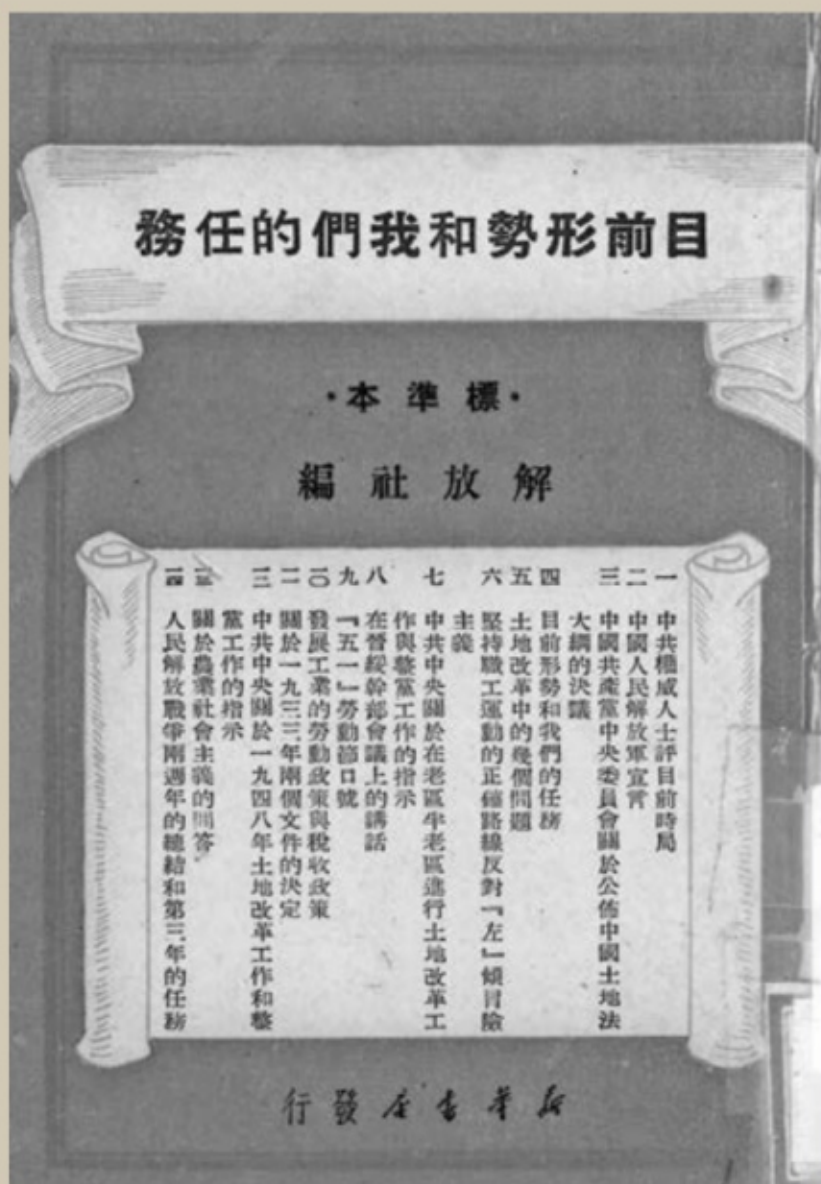 目前形勢和我們的任務
·標準本·
解放社編
一 中共權威人士評目前時局
二 中國人民解放軍宣言
三 中國共產黨中央委員會關於公佈中國土地法
大綱的決議
四 目前形勢和我們的任務
五 土地改革中的幾個問題
六 堅持職工運動的正確路線反對『左』傾冒險
主義
七 中共中央關於在老區半老區進行土地改革工
作與整黨工作的指示
八 在晉綏幹部會議上的講話
九 『五一』勞動節口號
一〇 發展工業的勞動政策與稅收政策
一一 關於一九三三年兩個文件的決定
一二 中共中央關於一九四八年土地改革工作和整
黨工作的指示
一三 關於農業社會主義的問答
一四 人民解放戰爭兩週年的總結和第三年的任務
新華書店發行